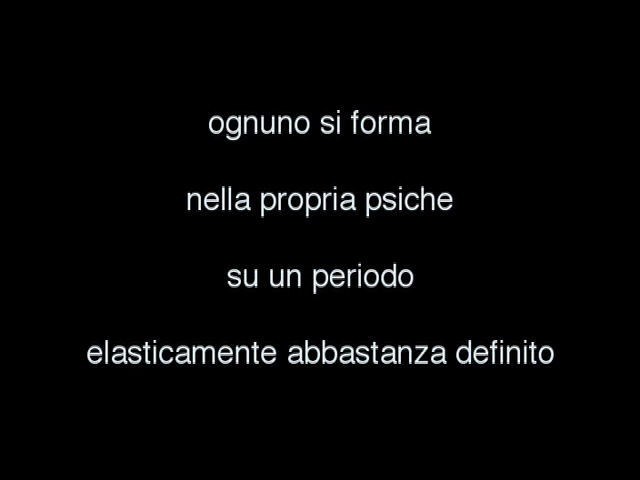 ognuno si forma
nella propria psiche
su un periodo
elasticamente abbastanza definito